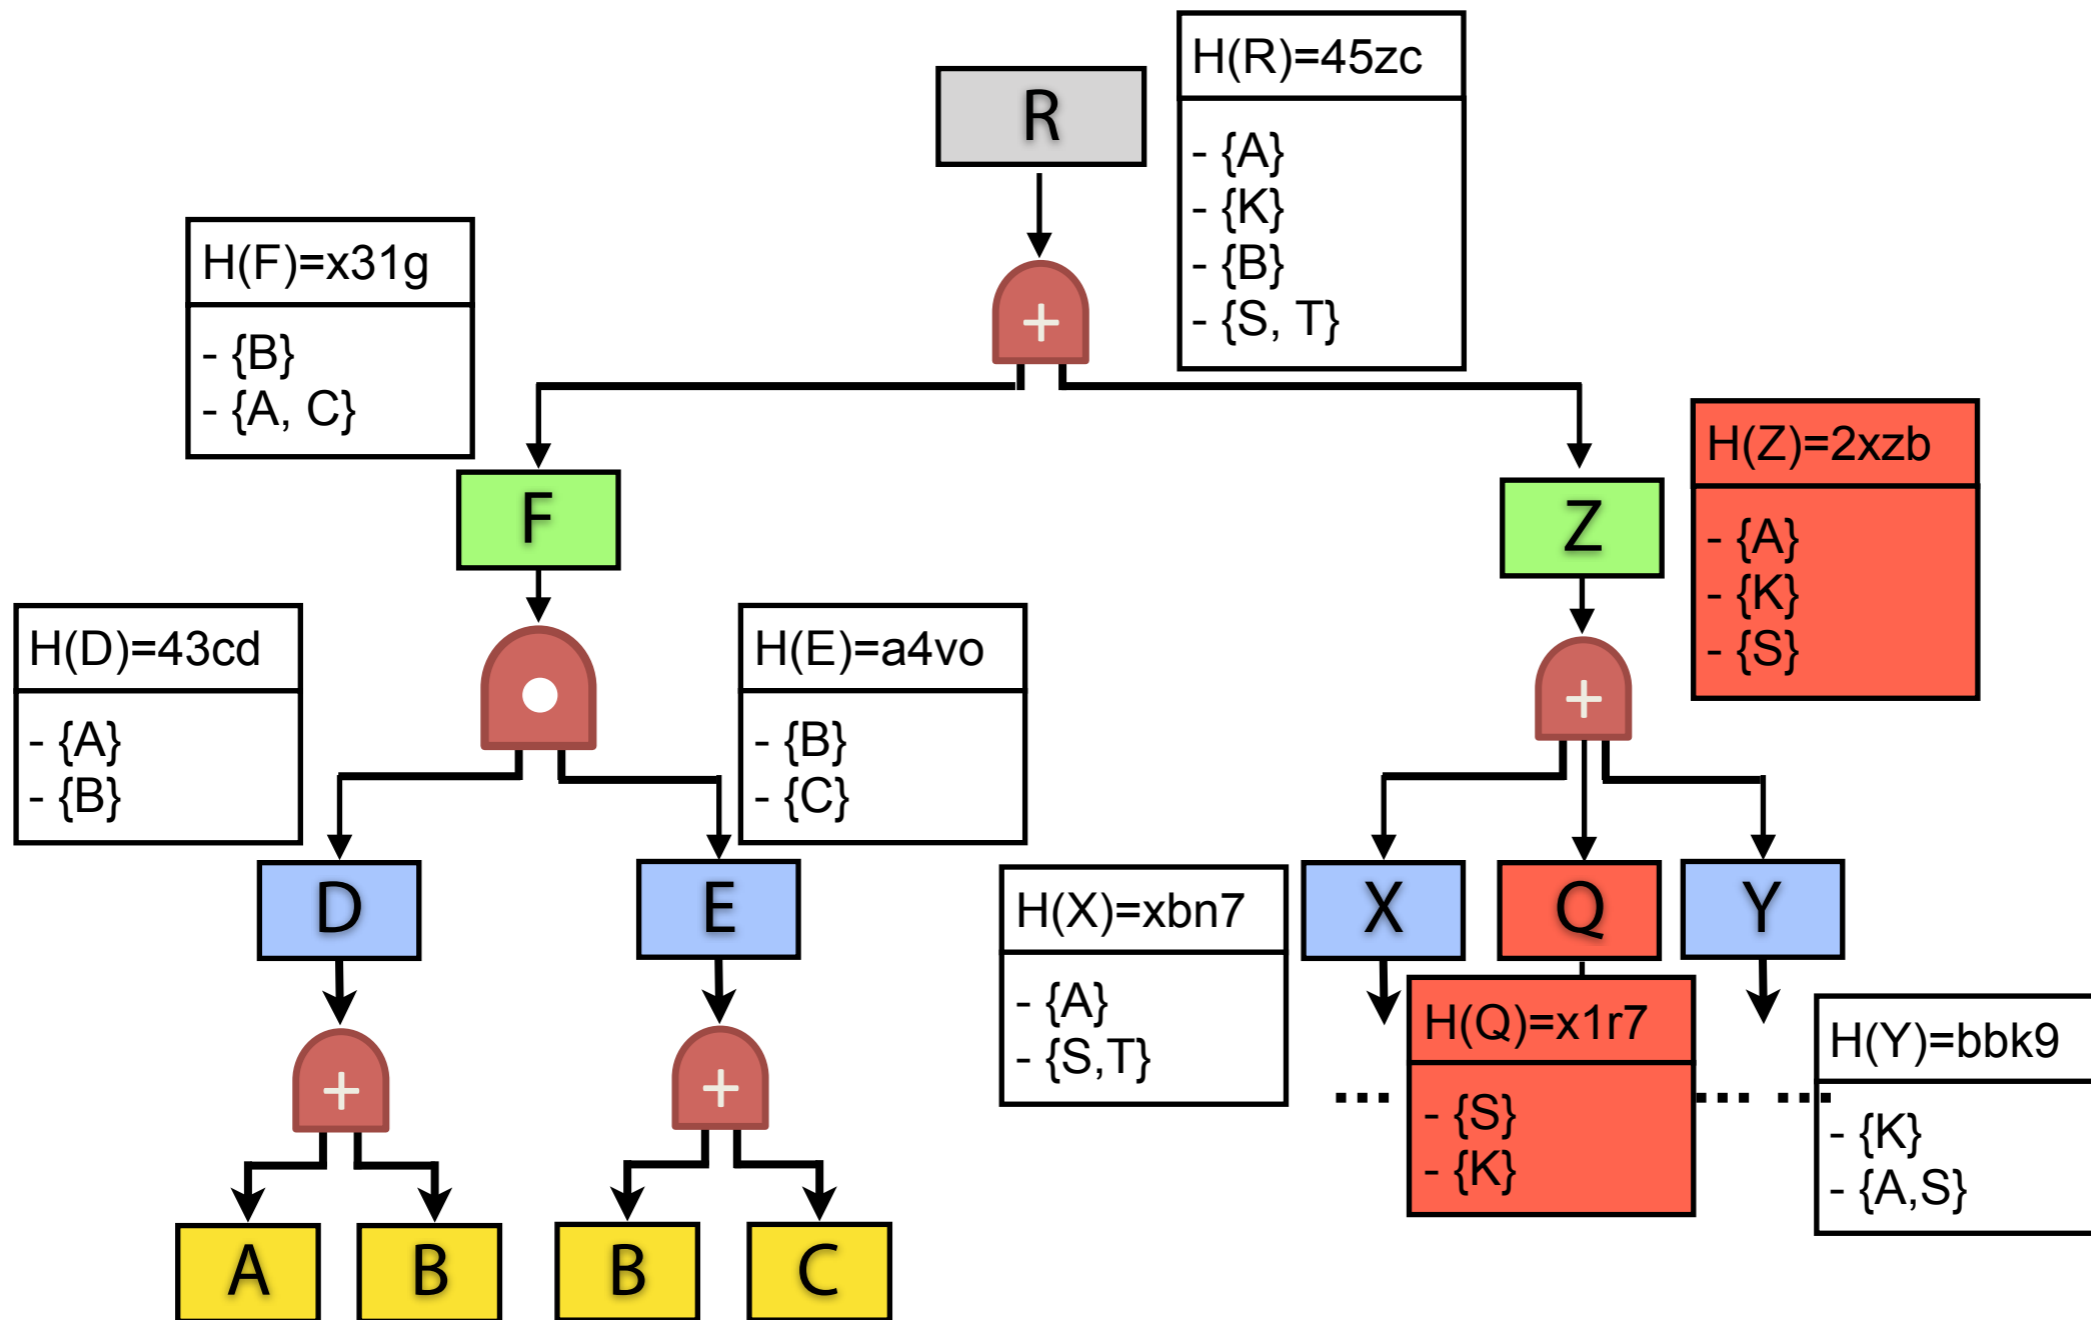 R
H(R)=45zc
- {A}
- {K}
- {B}
- {S, T}
+
H(F)=x31g
- {B}
- {A, C}
F
Z
H(Z)=2xzb
- {A}
- {K}
- {S}
+
H(D)=43cd
- {A}
- {B}
H(E)=a4vo
- {B}
- {C}
D
E
X
Q
Y
H(X)=xbn7
- {A}
- {S,T}
H(Q)=x1r7
- {S}
- {K}
H(Y)=bbk9
- {K}
- {A,S}
+
+
A
B
B
C